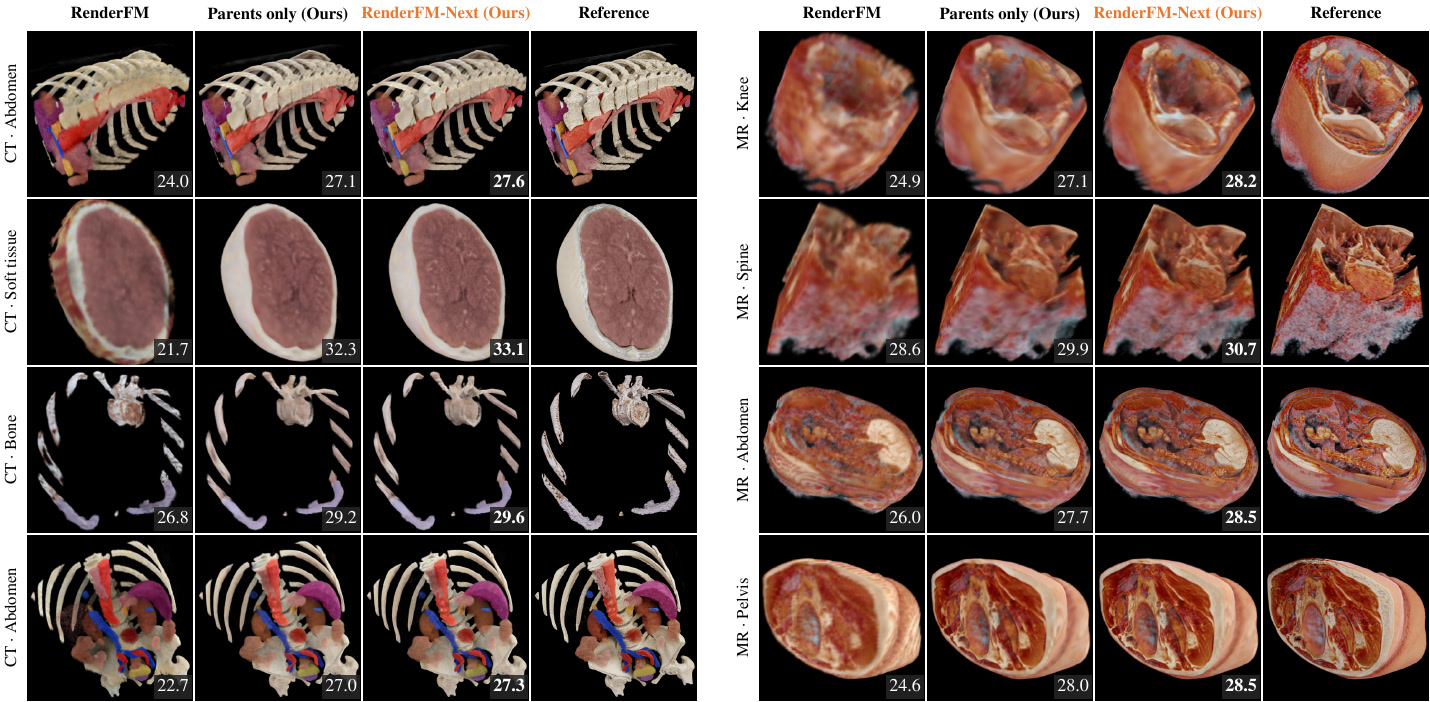 RenderFM Parents only (Ours) RenderFM-Next (Ours) Reference
CT · Abdomen
24.0 27.1 27.6
CT · Soft tissue
21.7 32.3 33.1
CT · Bone
26.8 29.2 29.6
CT · Abdomen
22.7 27.0 27.3
RenderFM Parents only (Ours) RenderFM-Next (Ours) Reference
MR · Knee
24.9 27.1 28.2
MR · Spine
28.6 29.9 30.7
MR · Abdomen
26.0 27.7 28.5
MR · Pelvis
24.6 28.0 28.5